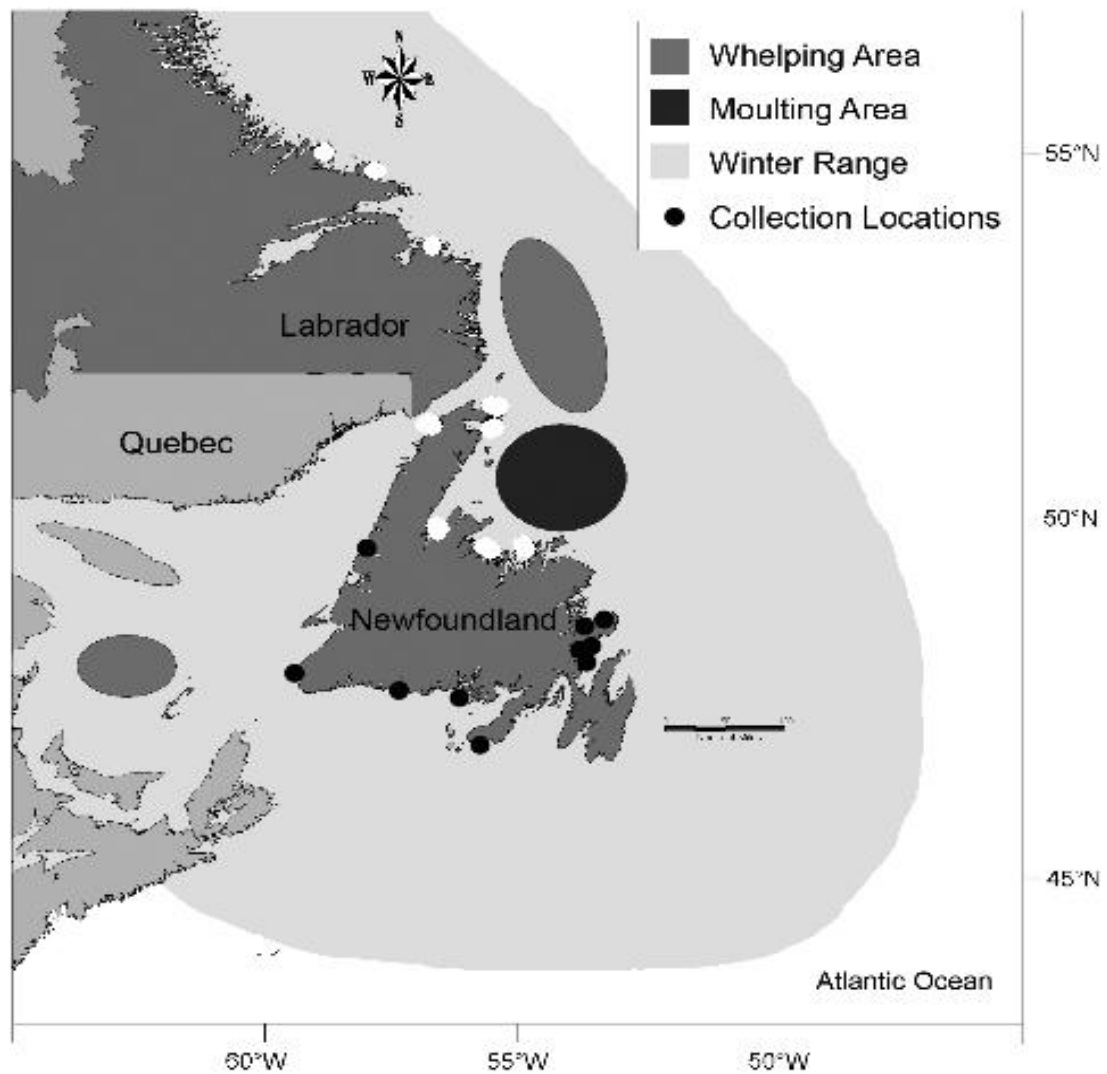 N
W
S
Whelping Area
Moulting Area
Winter Range
Collection Locations
55°N
Labrador
Quebec
50°N
Newfoundland
45°N
Atlantic Ocean
60°W
55°W
50°W